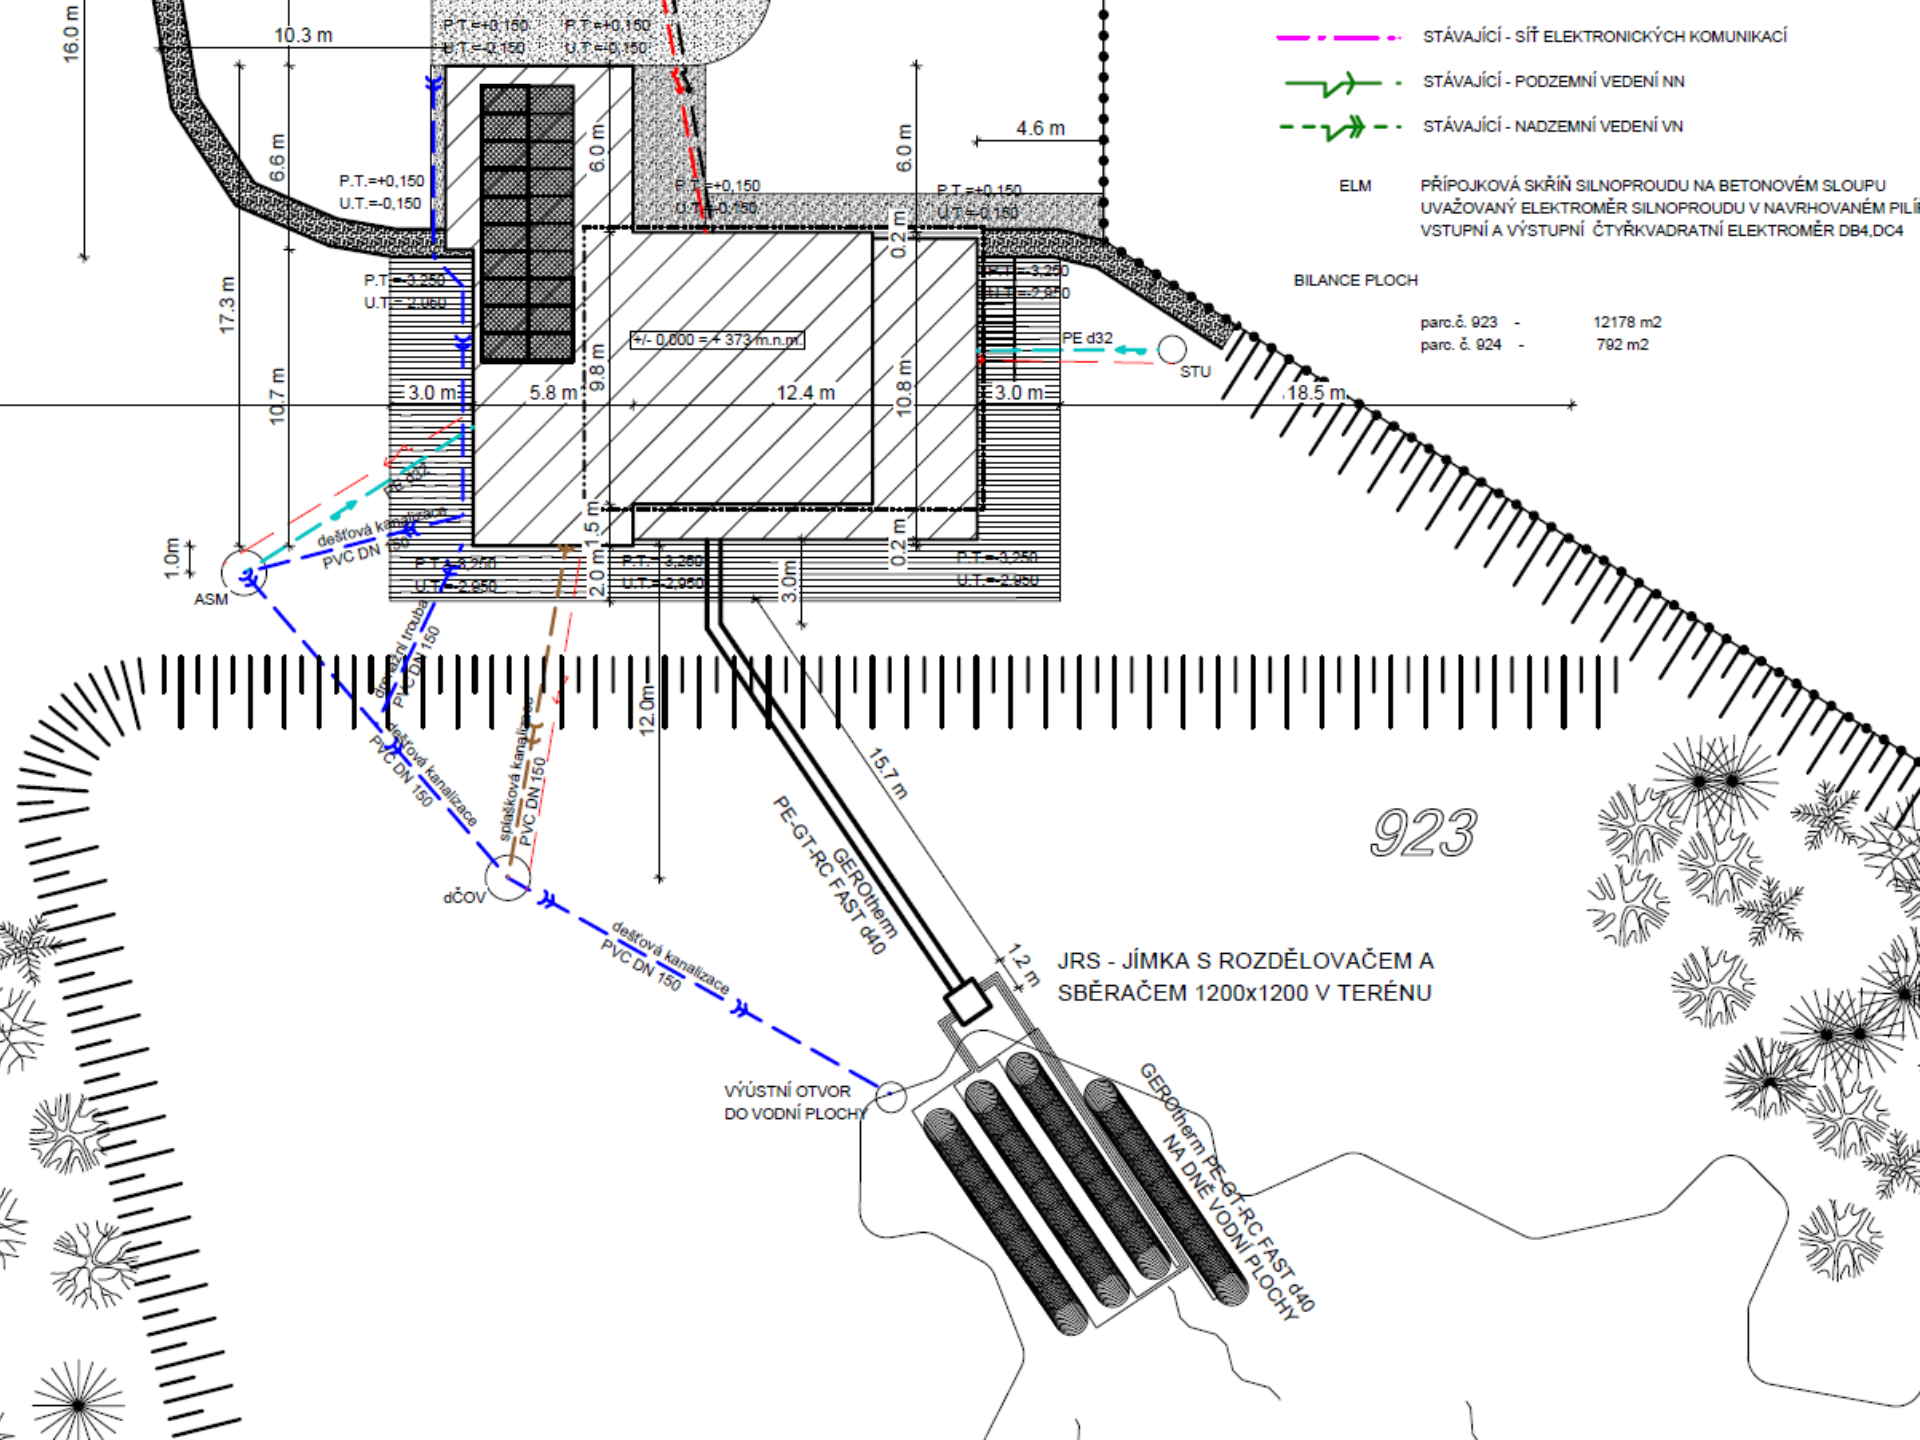 16.0 m
10.3 m
P.T.=+0,150
U.T.=-0,150
P.T.=+0,150
U.T.=-0,150
STÁVAJÍCÍ - SÍŤ ELEKTRONICKÝCH KOMUNIKACÍ
STÁVAJÍCÍ - PODZEMNÍ VEDENÍ NN
STÁVAJÍCÍ - NADZEMNÍ VEDENÍ VN
ELM
PŘÍPOJKOVÁ SKŘÍŇ SILNOPROUDU NA BETONOVÉM SLOUPU
UVAŽOVANÝ ELEKTROMĚR SILNOPROUDU V NAVRHOVANÉM
VSTUPNÍ A VÝSTUPNÍ ČTYŘKVADRATNÍ ELEKTROMĚR DB4,DC4
BILANCE PLOCH
parc.č. 923 - 12178 m2
parc. č. 924 - 792 m2
6.6 m
6.0 m
6.0 m
4.6 m
P.T.=+0,150
U.T.=-0,150
P.T.=+0,150
U.T.=-0,150
P.T.=+0,150
U.T.=-0,150
0.2 m
P.T.=-3,250
U.T.=-2,950
P.T.=-3,250
U.T.=-2,950
17.3 m
+/- 0,000 = + 373 m.n.m.
PE d32
STU
10.7 m
9.8 m
10.8 m
3.0 m
5.8 m
12.4 m
3.0 m
18.5 m
PE d32
dešťová kanalizace
PVC DN 150
1.5 m
0.2 m
1.0m
ASM
P.T.=-3,250
U.T.=-2,950
2.0 m
P.T.=-3,250
U.T.=-2,950
3.0m
P.T.=-3,250
U.T.=-2,950
drenážní trouba
PVC DN 150
12.0m
dešťová kanalizace
PVC DN 150
splašková kanalizace
PVC DN 150
15.7 m
GEROtherm
PE-GT-RC FAST d40
923
dČOV
dešťová kanalizace
PVC DN 150
1.2 m
JRS - JÍMKA S ROZDĚLOVAČEM A
SBĚRAČEM 1200x1200 V TERÉNU
VÝÚSTNÍ OTVOR
DO VODNÍ PLOCHY
GEROtherm PE-GT-RC FAST d40
NA DNĚ VODNÍ PLOCHY